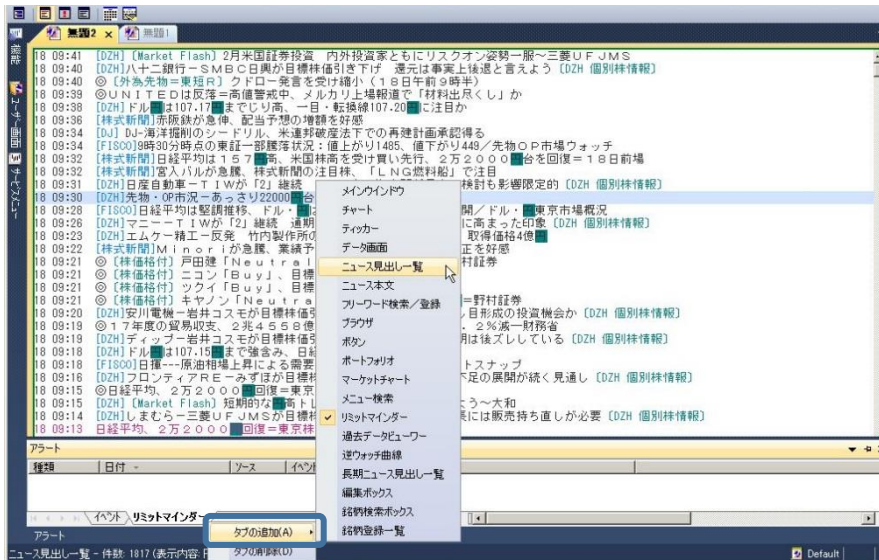 無題2 × 無題1
機能
ユーザー画面
サービスメニュー
18 09:41 [DZH]〔Market Flash〕2月米国証券投資 内外投資家ともにリスクオン姿勢一服～三菱UFJMS
18 09:40 [DZH]八十二銀行－SMBC日興が目標株価引き下げ 還元は事実上後退と言えよう〔DZH 個別株情報〕
18 09:40 ◎〔外為先物=東短R〕クドロー発言を受け縮小（18日午前9時半）
18 09:39 ◎UNITEDは反落=高値警戒中、メルカリ上場報道で「材料出尽くし」か
18 09:38 [DZH]ドル円は107.17円までじり高、一目・転換線107.20円に注目か
18 09:36 [株式新聞]赤阪鉄が急伸、配当予想の増額を好感
18 09:34 [DJ] DJ-海洋掘削のシードリル、米連邦破産法下での再建計画承認得る
18 09:34 [FISCO]9時30分時点の東証一部騰落状況：値上がり1485、値下がり449／先物OP市場ウォッチ
18 09:32 [株式新聞]日経平均は157円高、米国株高を受け買い先行、2万2000円台を回復=18日前場
18 09:32 [株式新聞]宮入バルが急騰、株式新聞の注目株、「LNG燃料船」で注目
18 09:31 [DZH]日産自動車－TIWが「2」継続 検討も影響限定的〔DZH 個別株情報〕
18 09:30 [DZH]先物・OP市況－あっさり22000円台
18 09:28 [FISCO]日経平均は堅調推移、ドル・円は 開／ドル・円東京市場概況
18 09:26 [DZH]マニー－TIWが「2」継続 通期 に高まった印象〔DZH 個別株情報〕
18 09:23 [DZH]エムケー精工－反発 竹内製作所の 取得価格4億円
18 09:22 [株式新聞]Minoriが急騰、業績予 正を好感
18 09:21 ◎〔株価格付〕戸田建「Neutral 村証券
18 09:21 ◎〔株価格付〕ニコン「Buy」、目標
18 09:21 ◎〔株価格付〕ツクイ「Buy」、目標
18 09:21 ◎〔株価格付〕キヤノン「Neutra =野村証券
18 09:20 [DZH]安川電機－岩井コスモが目標株価引 目形成の投資機会か〔DZH 個別株情報〕
18 09:19 ◎17年度の貿易収支、2兆4558億 ．2％減－財務省
18 09:19 [DZH]ディップ－岩井コスモが目標株価 期は後ズレしている〔DZH 個別株情報〕
18 09:18 [DZH]ドル円は107.15円まで強含み、日経
18 09:18 [FISCO]日揮---原油相場上昇による需要 トスナップ
18 09:16 [DZH]フロンティアRE－みずほが目標株 不足の展開が続く見通し〔DZH 個別株情報〕
18 09:15 ◎日経平均、2万2000円回復=東京
18 09:15 [DZH]〔Market Flash〕短期的な円高ト とう～大和
18 09:14 [DZH]しまむら－三菱UFJMSが目標株 長には販売持ち直しが必要〔DZH 個別株情報〕
18 09:13 日経平均、2万2000円回復=東京株
メインウィンドウ
チャート
ティッカー
データ画面
ニュース見出し一覧
ニュース本文
フリーワード検索／登録
ブラウザ
ボタン
ポートフォリオ
マーケットチャート
メニュー検索
リミットマインダー
過去データビューワー
逆ウォッチ曲線
長期ニュース見出し一覧
編集ボックス
銘柄検索ボックス
銘柄登録一覧
アラート
種類 日付 ソース イベント
イベント リミットマインダー
タブの追加(A)
タブの削除(D)
アラート
ニュース見出し一覧 - 件数: 1817 (表示内容: Default